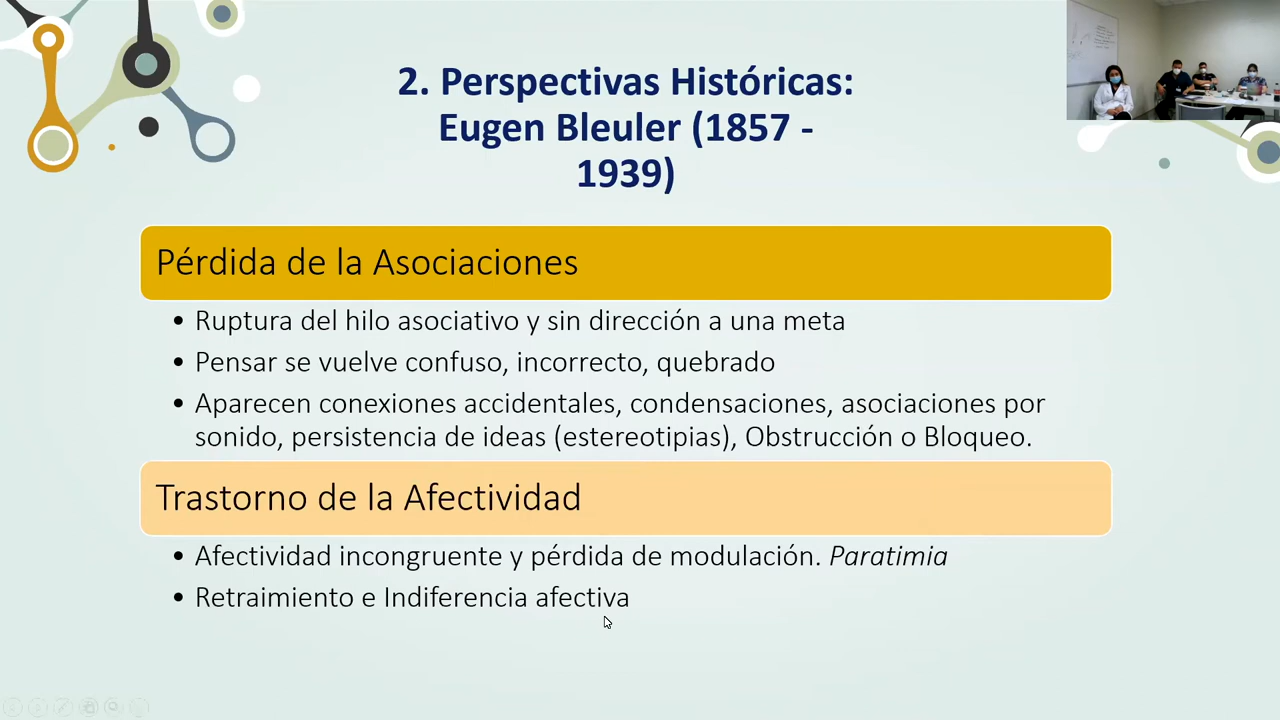 2. Perspectivas Históricas:
Eugen Bleuler (1857 -
1939)
Pérdida de la Asociaciones
• Ruptura del hilo asociativo y sin dirección a una meta
• Pensar se vuelve confuso, incorrecto, quebrado
• Aparecen conexiones accidentales, condensaciones, asociaciones por
sonido, persistencia de ideas (estereotipias), Obstrucción o Bloqueo.
Trastorno de la Afectividad
• Afectividad incongruente y pérdida de modulación. Paratimia
• Retraimiento e Indiferencia afectiva